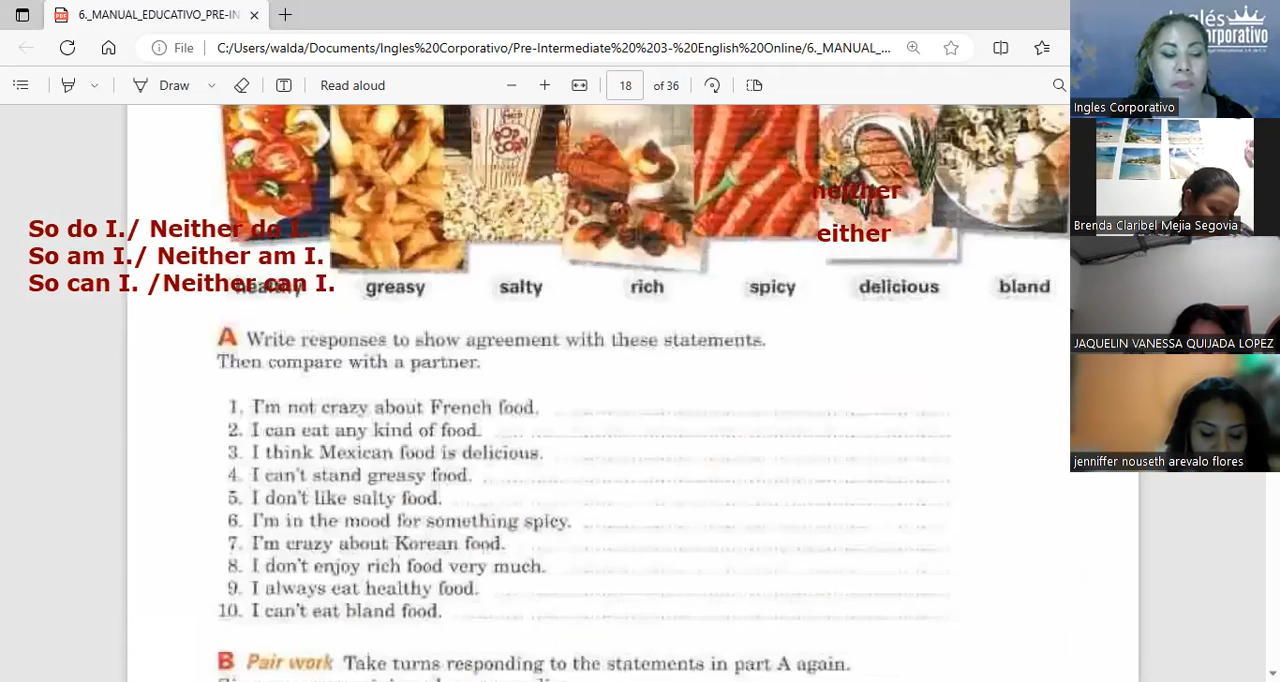 6._MANUAL_EDUCATIVO_PRE-IN
File C:/Users/walda/Documents/Ingles%20Corporativo/Pre-Intermediate%20%203-%20English%20Online/6._MANUAL_...
Draw Read aloud 18 of 36
POP CORN
neither
either
So do I./ Neither do I.
So am I./ Neither am I.
So can I. /Neither can I.
healthy greasy salty rich spicy delicious bland
A Write responses to show agreement with these statements.
Then compare with a partner.
1. I'm not crazy about French food.
2. I can eat any kind of food.
3. I think Mexican food is delicious.
4. I can't stand greasy food.
5. I don't like salty food.
6. I'm in the mood for something spicy.
7. I'm crazy about Korean food.
8. I don't enjoy rich food very much.
9. I always eat healthy food.
10. I can't eat bland food.
B Pair work Take turns responding to the statements in part A again.
Inglés
Corporativo
Ingles Corporativo
Brenda Claribel Mejia Segovia
JAQUELIN VANESSA QUIJADA LOPEZ
jenniffer nouseth arevalo flores